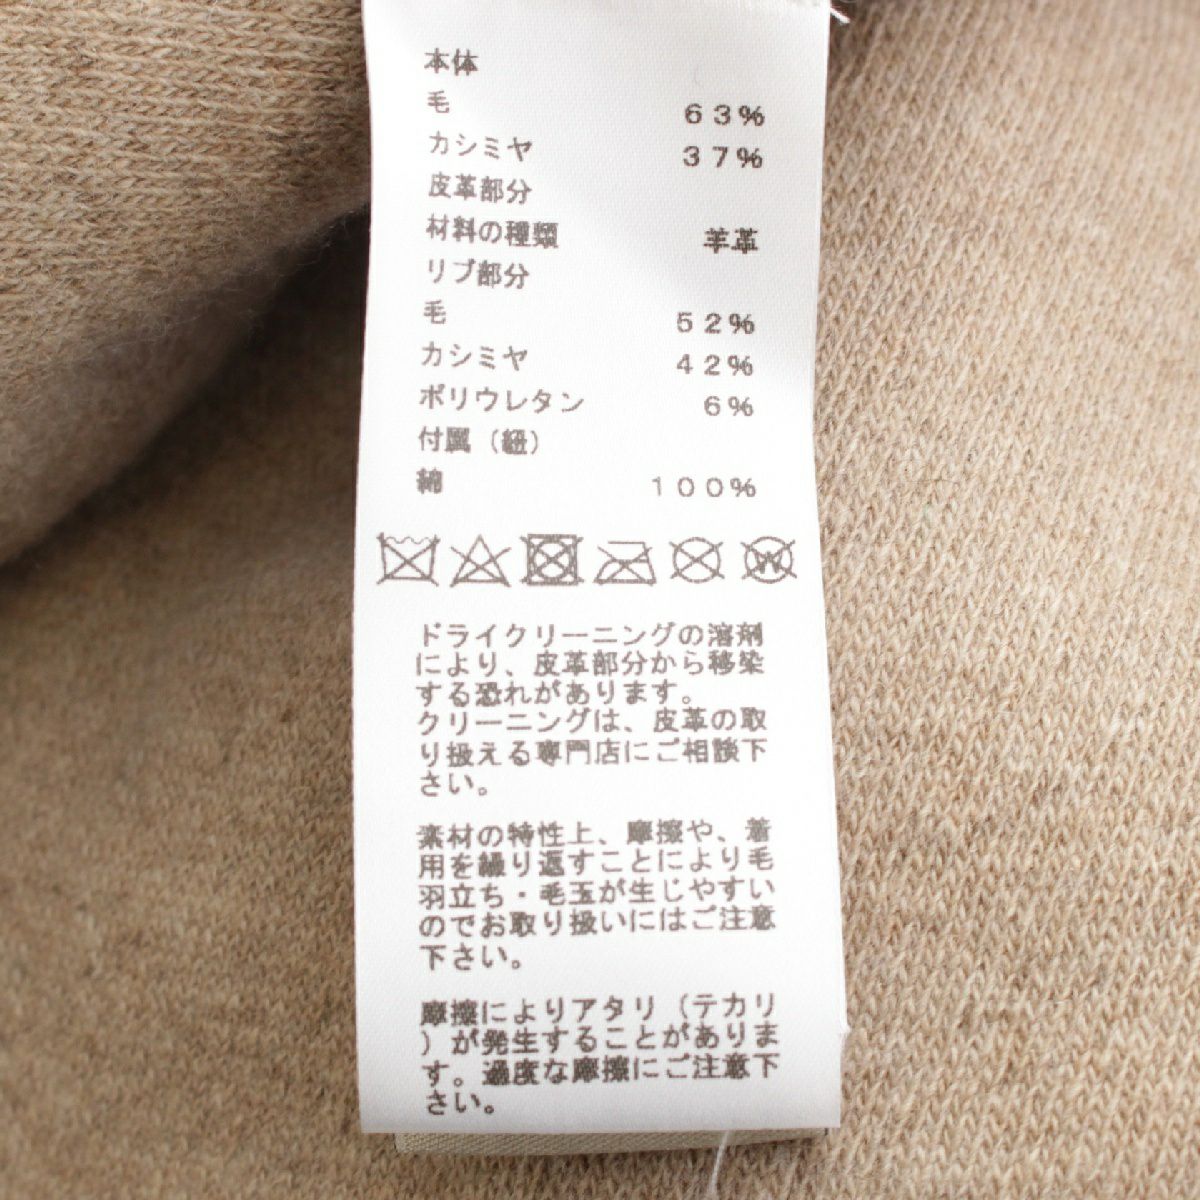 本体
毛 63%
カシミヤ 37%
皮革部分
材料の種類 羊革
リブ部分
毛 52%
カシミヤ 42%
ポリウレタン 6%
付属（紐）
綿 100%
W
ドライクリーニングの溶剤
により、皮革部分から移染
する恐れがあります。
クリーニングは、皮革の取
り扱える専門店にご相談下
さい。
素材の特性上、摩擦や、着
用を繰り返すことにより毛
羽立ち・毛玉が生じやすい
のでお取り扱いにはご注意
下さい。
摩擦によりアタリ（テカリ
）が発生することがありま
す。過度な摩擦にご注意下
さい。